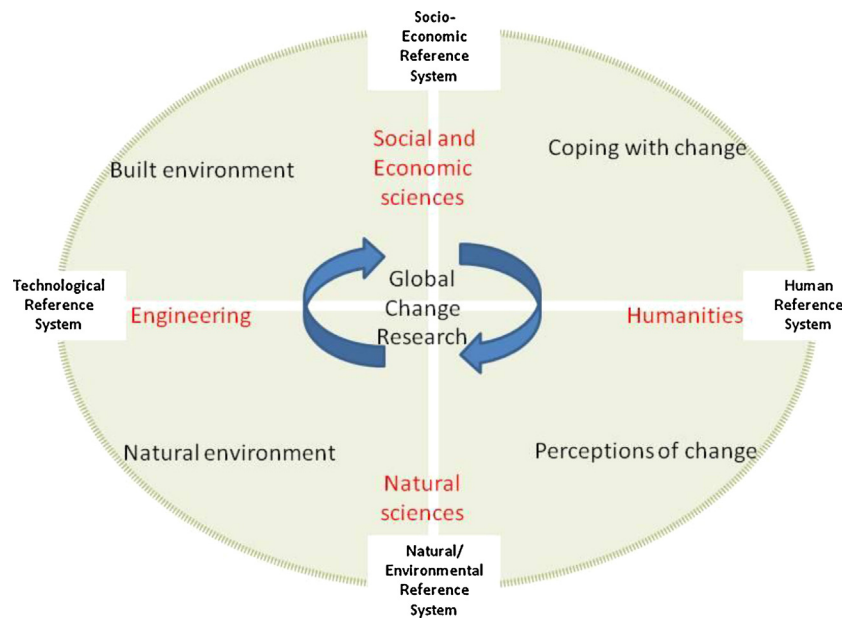 Socio-
Economic
Reference
System
Social and
Economic
sciences
Built environment
Coping with change
Technological
Reference
System
Engineering
Global
Change
Research
Humanities
Human
Reference
System
Natural environment
Perceptions of change
Natural
sciences
Natural/
Environmental
Reference
System